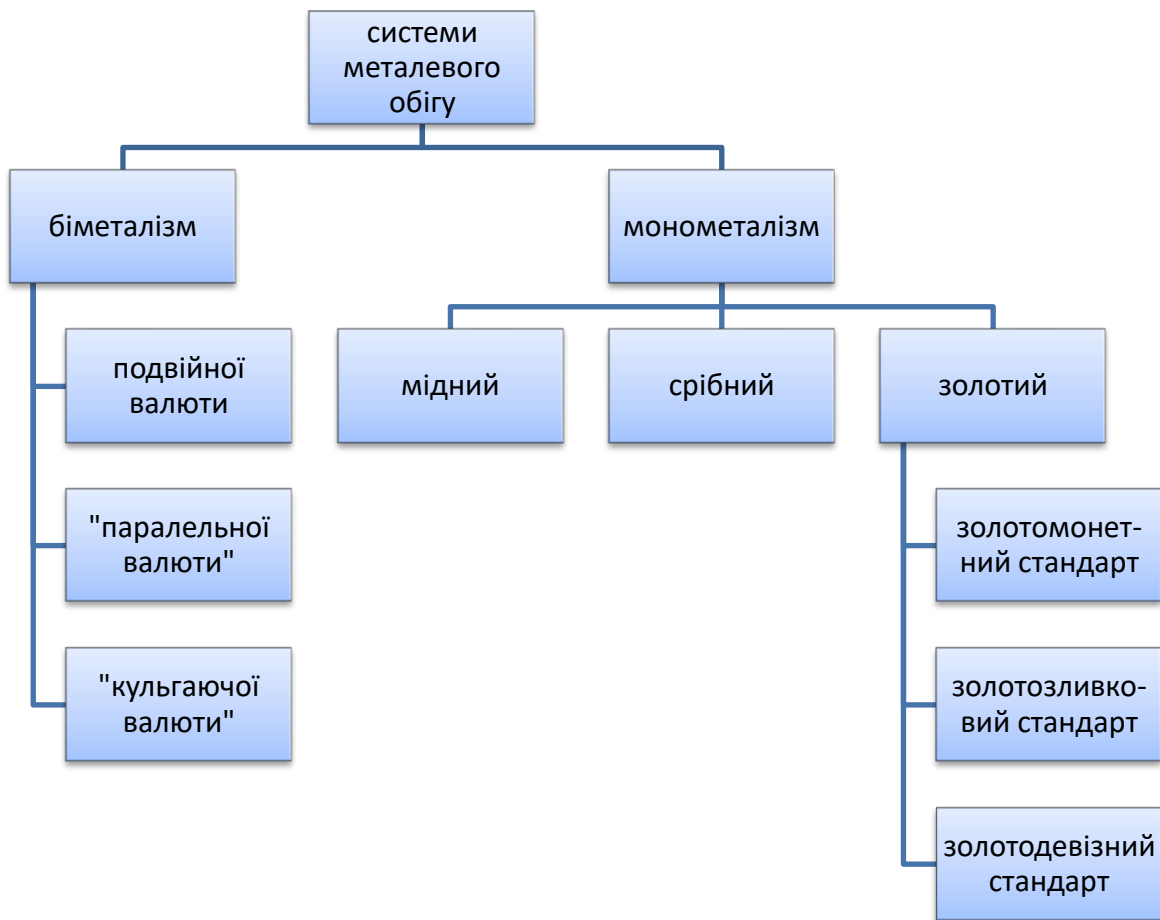 системи
металевого
обігу
біметалізм
монометалізм
подвійної
валюти
"паралельної
валюти"
"кульгаючої
валюти"
мідний
срібний
золотий
золотомонет-
ний стандарт
золотозливко-
вий стандарт
золотодевізний
стандарт